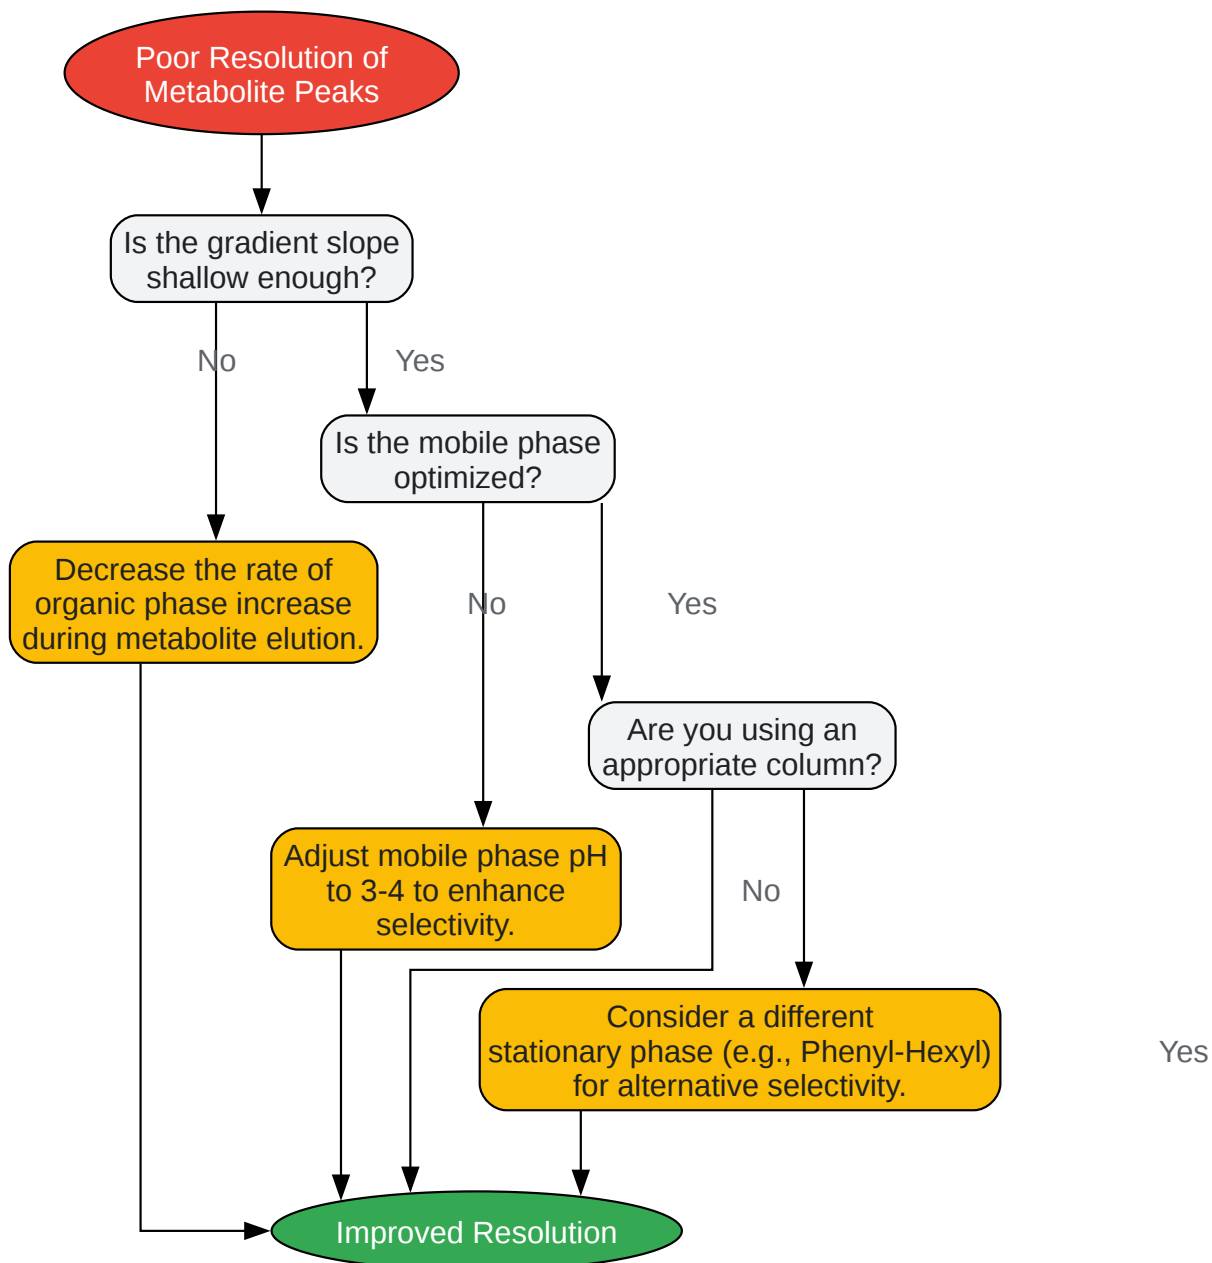 Poor Resolution of
Metabolite Peaks
Is the gradient slope
shallow enough?
No
Yes
Is the mobile phase
optimized?
Decrease the rate of
organic phase increase
during metabolite elution.
No
Yes
Are you using an
appropriate column?
Adjust mobile phase pH
to 3-4 to enhance
selectivity.
No
Consider a different
stationary phase (e.g., Phenyl-Hexyl)
for alternative selectivity.
Yes
Improved Resolution